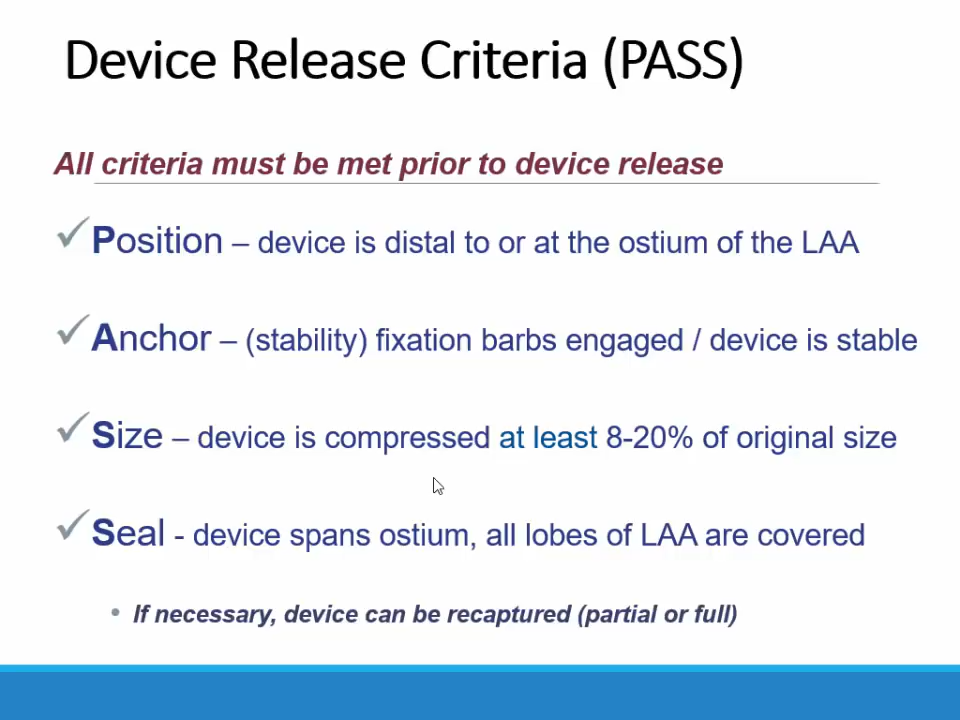 Device Release Criteria (PASS)
All criteria must be met prior to device release
Position – device is distal to or at the ostium of the LAA
Anchor – (stability) fixation barbs engaged / device is stable
Size – device is compressed at least 8-20% of original size
Seal - device spans ostium, all lobes of LAA are covered
If necessary, device can be recaptured (partial or full)